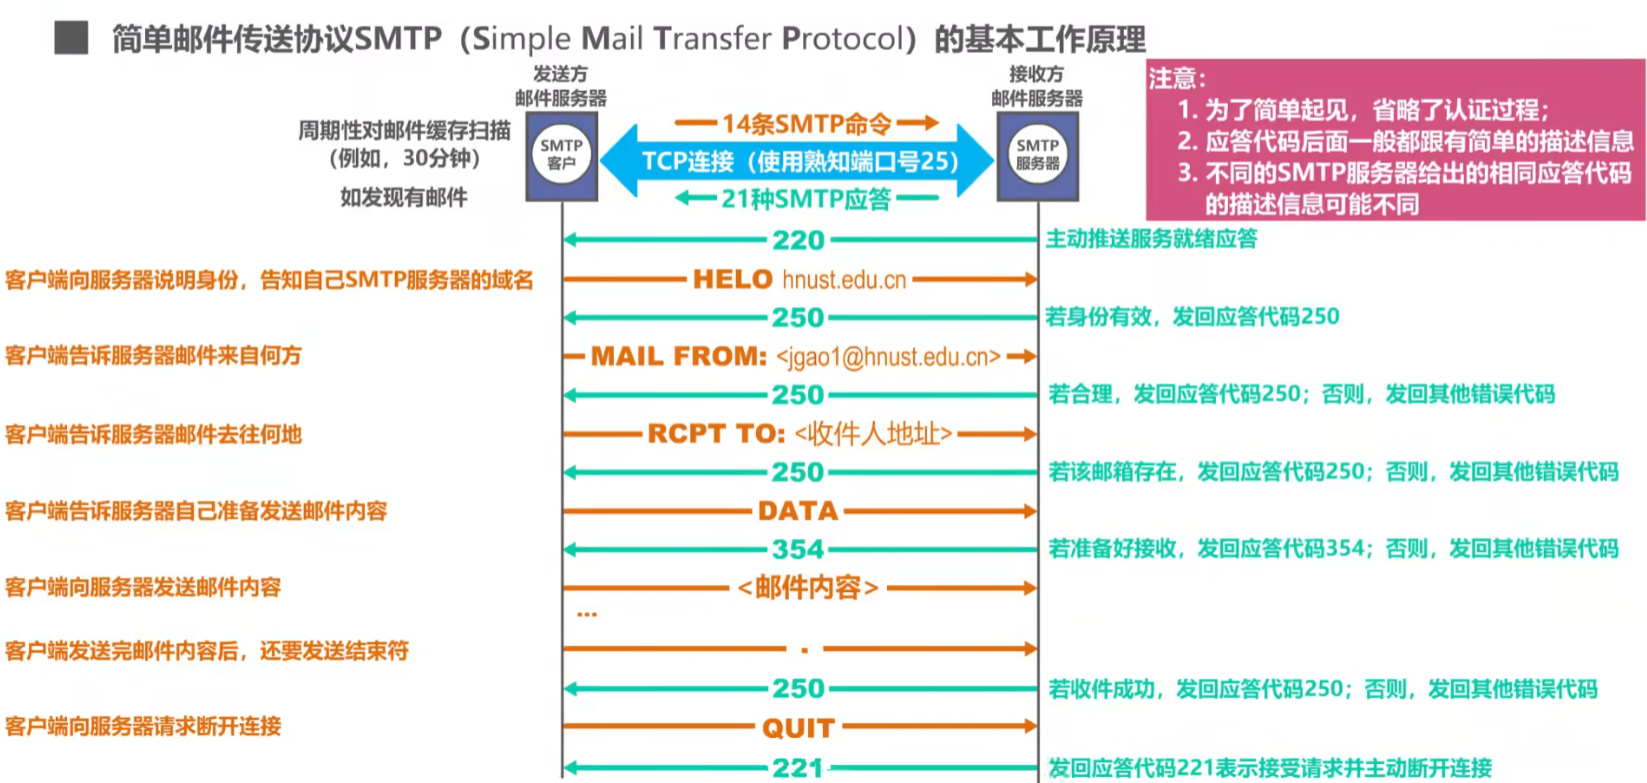 简单邮件传送协议SMTP（Simple Mail Transfer Protocol）的基本工作原理
发送方
邮件服务器
接收方
邮件服务器
注意：
1. 为了简单起见，省略了认证过程；
2. 应答代码后面一般都跟有简单的描述信息
3. 不同的SMTP服务器给出的相同应答代码
的描述信息可能不同
周期性对邮件缓存扫描
（例如，30分钟）
如发现有邮件
SMTP
客户
14条SMTP命令
TCP连接（使用熟知端口号25）
21种SMTP应答
SMTP
服务器
220
主动推送服务就绪应答
客户端向服务器说明身份，告知自己SMTP服务器的域名
HELO hnust.edu.cn
250
若身份有效，发回应答代码250
客户端告诉服务器邮件来自何方
MAIL FROM: <jgao1@hnust.edu.cn>
250
若合理，发回应答代码250；否则，发回其他错误代码
客户端告诉服务器邮件去往何地
RCPT TO: <收件人地址>
250
若该邮箱存在，发回应答代码250；否则，发回其他错误代码
客户端告诉服务器自己准备发送邮件内容
DATA
354
若准备好接收，发回应答代码354；否则，发回其他错误代码
客户端向服务器发送邮件内容
<邮件内容>
...
客户端发送完邮件内容后，还要发送结束符
.
250
若收件成功，发回应答代码250；否则，发回其他错误代码
客户端向服务器请求断开连接
QUIT
221
发回应答代码221表示接受请求并主动断开连接